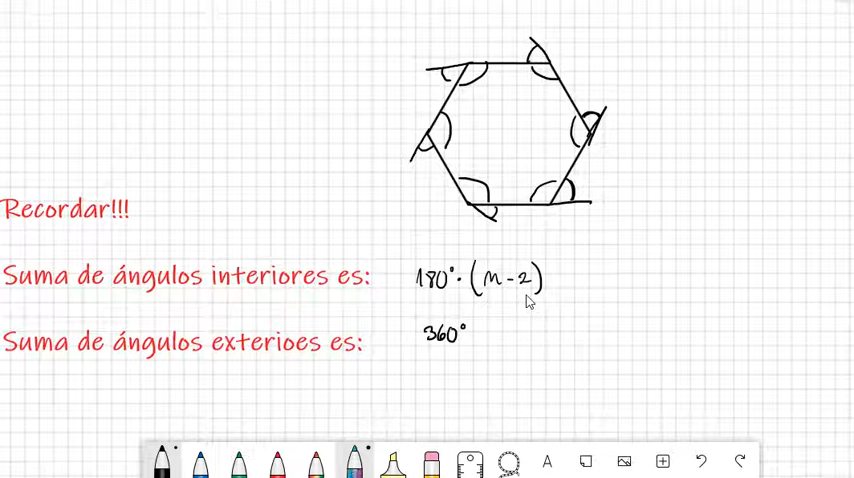 Recordar!!!
Suma de ángulos interiores es: 180° · (n - 2)
Suma de ángulos exterioes es: 360°
A